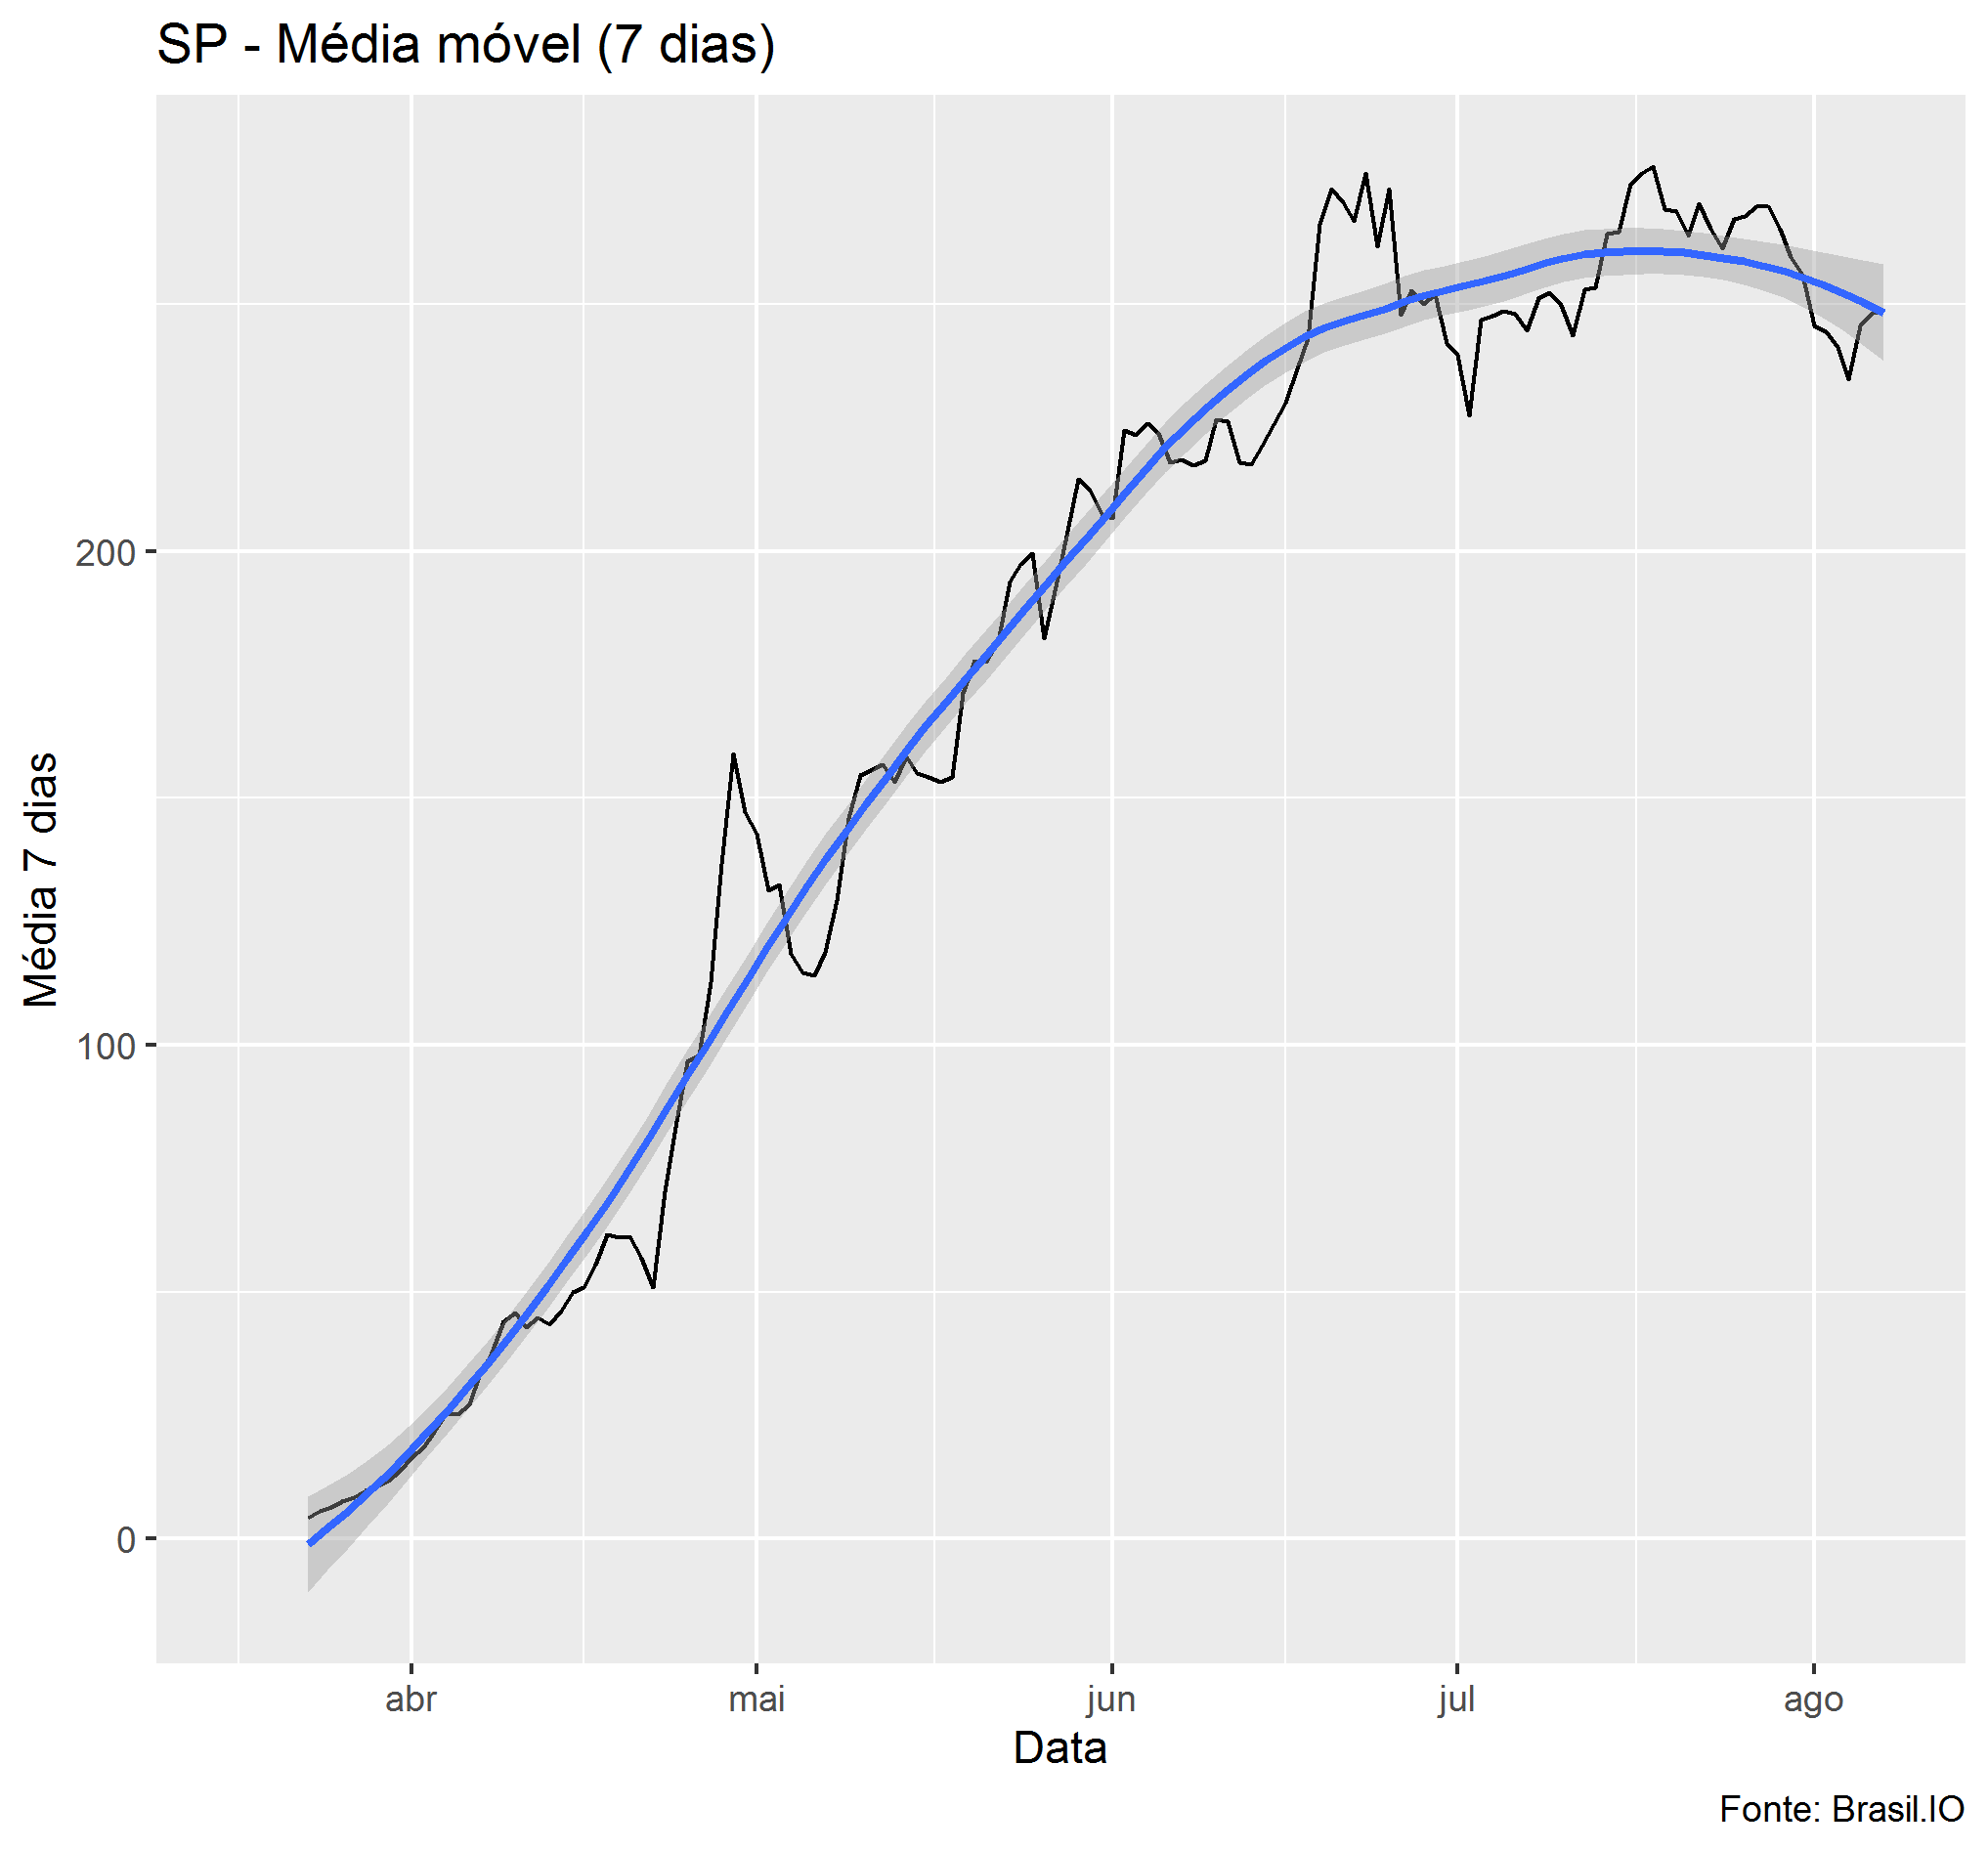 SP - Média móvel (7 dias)
Média 7 dias
200
100
0
abr mai jun jul ago
Data
Fonte: Brasil.IO